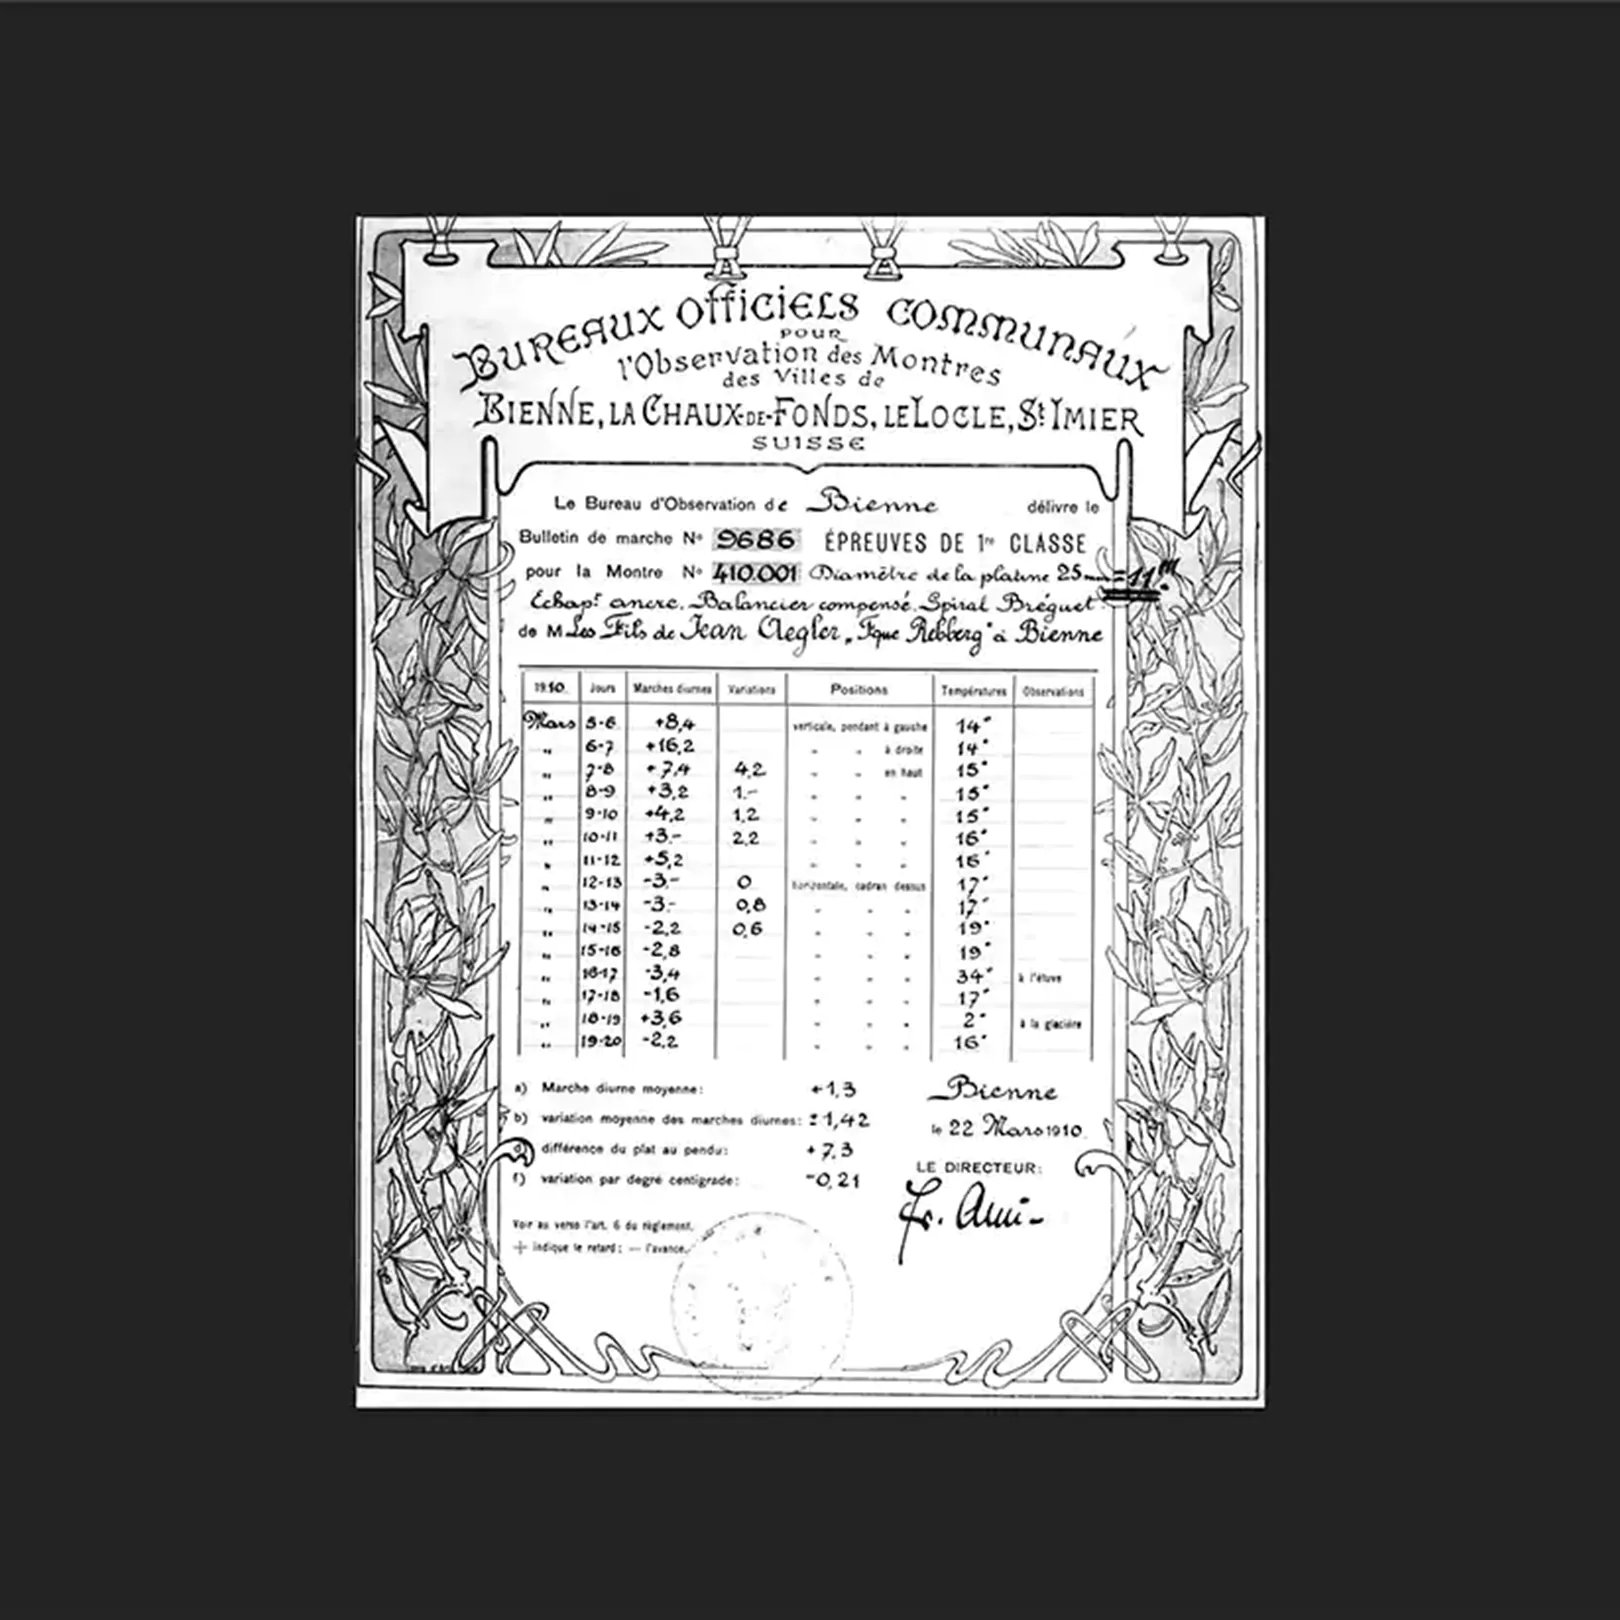 BUREAUX OFFICIELS COMMUNAUX
POUR
l'Observation des Montres
des Villes de
BIENNE, LA CHAUX-DE-FONDS, LE LOCLE, St IMIER
SUISSE
Le Bureau d'Observation de Bienne délivre le
Bulletin de marche No 9686 ÉPREUVES DE 1re CLASSE
pour la Montre No 410.001 Diamètre de la platine 25mm = 11'''
Échapt ancre. Balancier compensé. Spiral Bréguet.
de M Les Fils de Jean Aegler, „Fque Rebberg" à Bienne
1910. Jours Marches diurnes Variations Positions Températures Observations
Mars 5-6 +8,4 verticale, pendant à gauche 14°
" 6-7 +16,2 " " à droite 14°
" 7-8 +7,4 4,2 " " en haut 15°
" 8-9 +3,2 1.- " " " 15°
" 9-10 +4,2 1,2 " " " 15°
" 10-11 +3.- 2,2 " " " 16°
" 11-12 +5,2 " " " 16°
" 12-13 -3.- 0 horizontale, cadran dessus 17°
" 13-14 -3.- 0,8 " " " 17°
" 14-15 -2,2 0,6 " " " 19°
" 15-16 -2,8 " " " 19°
" 16-17 -3,4 " " " 34° à l'étuve
" 17-18 -1,6 " " " 17°
" 18-19 +3,6 " " " 2° à la glacière
" 19-20 -2,2 " " " 16°
a) Marche diurne moyenne: +1,3
b) variation moyenne des marches diurnes: ±1,42
d) différence du plat au pendu: +7,3
f) variation par degré centigrade: -0,21
Bienne
le 22 Mars 1910.
LE DIRECTEUR:
Voir au verso l'art. 6 du règlement.
+ indique le retard; — l'avance.